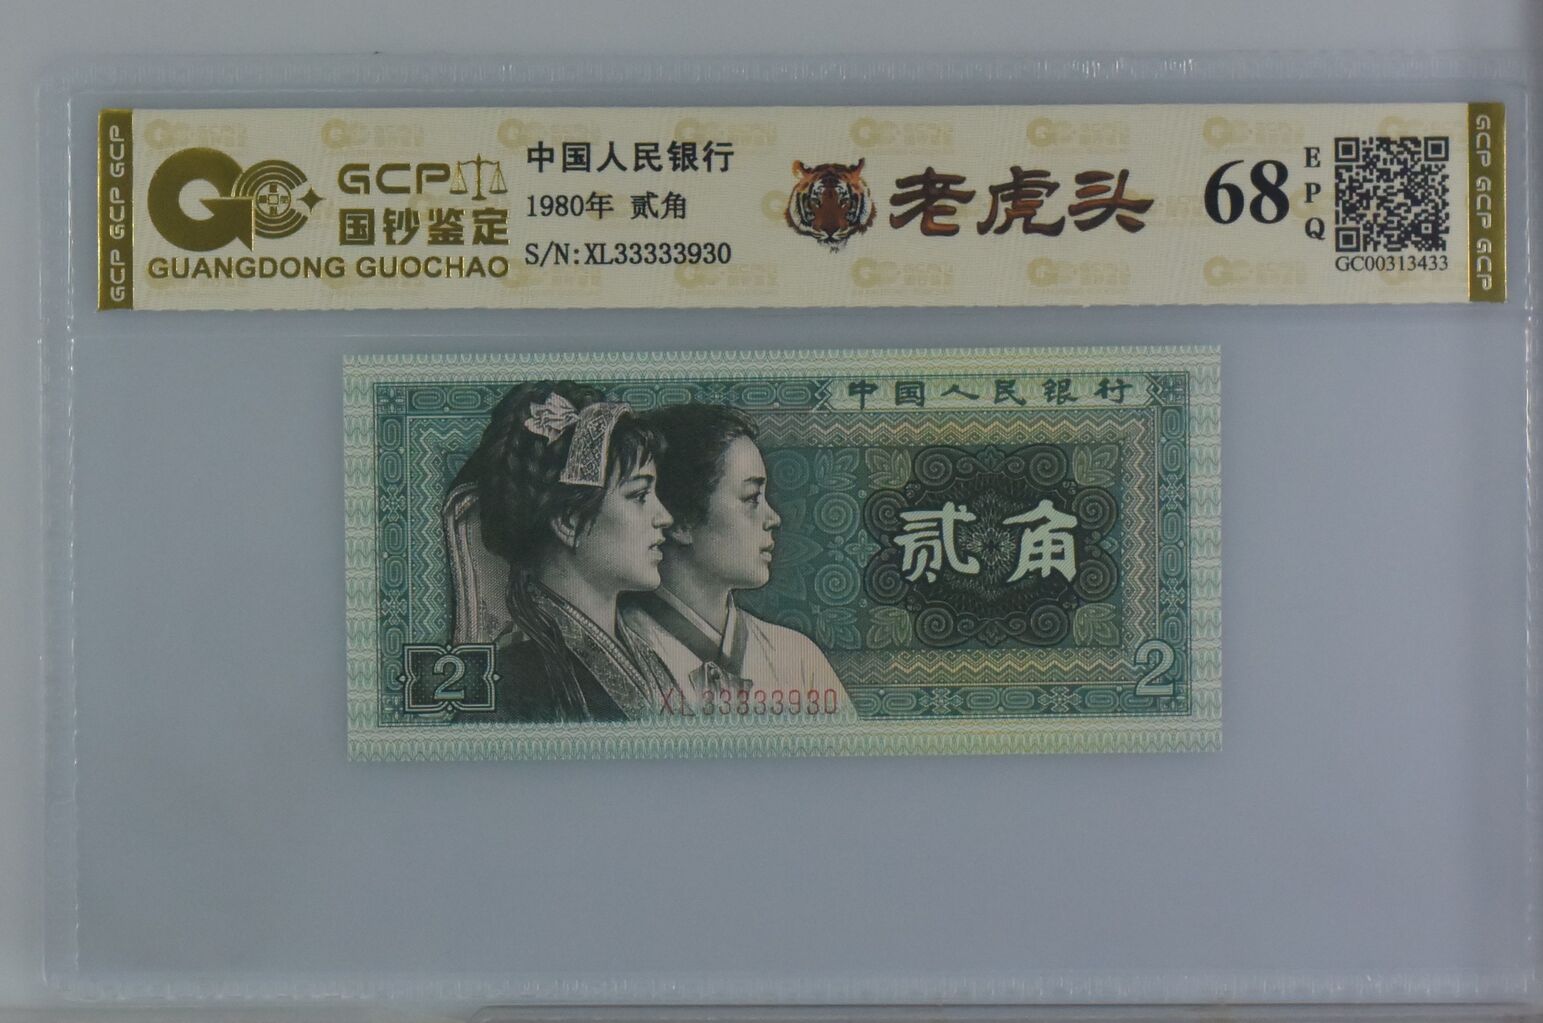 GCP GCP GCP
GCP
国钞鉴定
GUANGDONG GUOCHAO
中国人民银行
1980年 贰角
S/N:XL33333930
老虎头
68
EPQ
GC00313433
GCP GCP GCP
中国人民银行
贰角
2
2
XL33333930